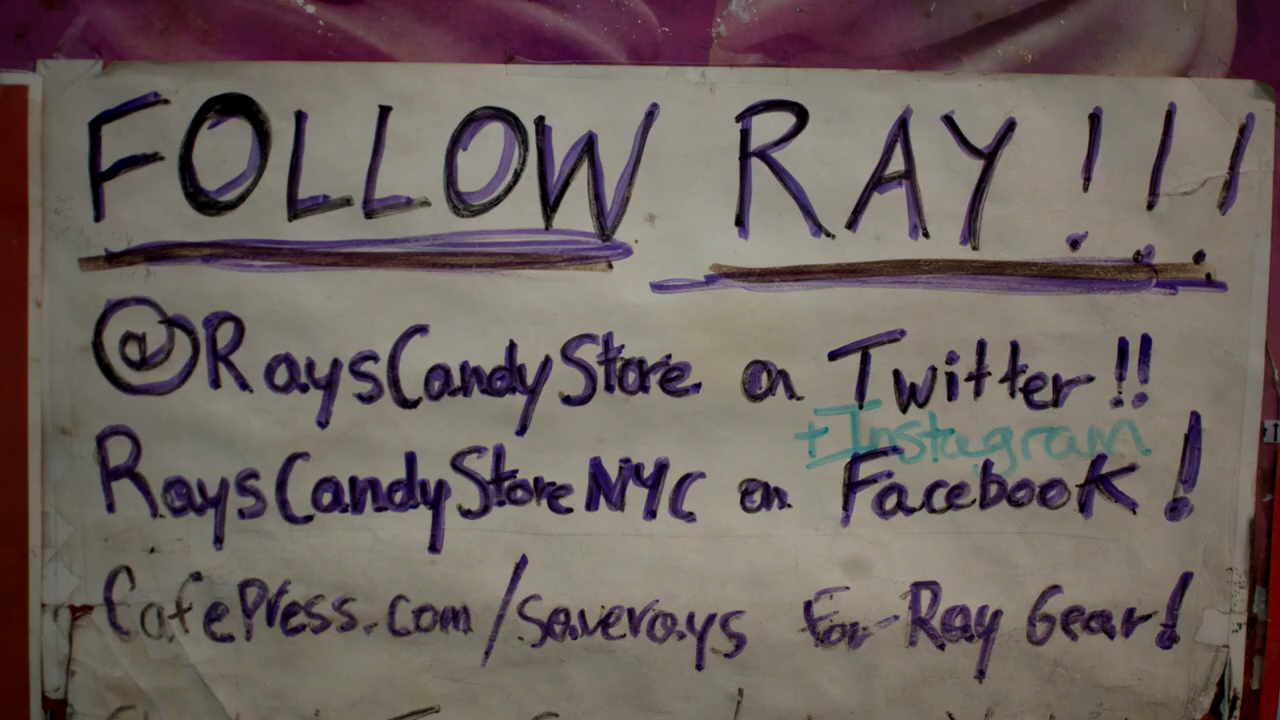 FOLLOW RAY!!!
@RaysCandyStore on Twitter!!
+Instagram
RaysCandyStoreNYC on Facebook!
CafePress.com/saverays for Ray Gear!